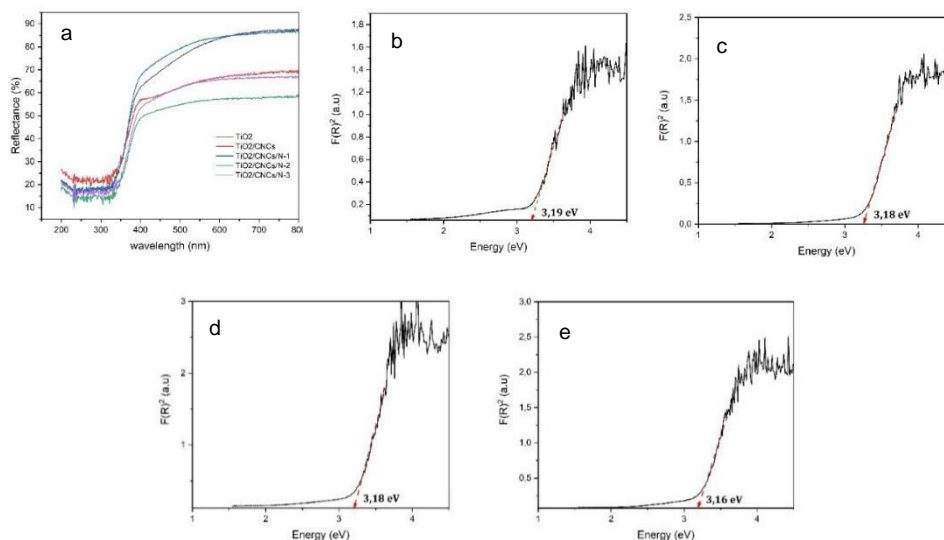 a
90
80
70
60
50
40
30
20
10
Reflectance (%)
TiO2
TiO2/CNCs
TiO2/CNCs/N-1
TiO2/CNCs/N-2
TiO2/CNCs/N-3
200 300 400 500 600 700 800
wavelength (nm)
b
1,8
1,6
1,4
1,2
1,0
0,8
0,6
0,4
0,2
F(R)² (a.u)
3,19 eV
1 2 3 4
Energy (eV)
c
2,5
2,0
1,5
1,0
0,5
0,0
F(R)² (a.u)
3,18 eV
1 2 3 4
Energy (eV)
d
3
2
1
F(R)² (a.u)
3,18 eV
1 2 3 4
Energy (eV)
e
3,0
2,5
2,0
1,5
1,0
0,5
F(R)² (a.u)
3,16 eV
1 2 3 4
Energy (eV)